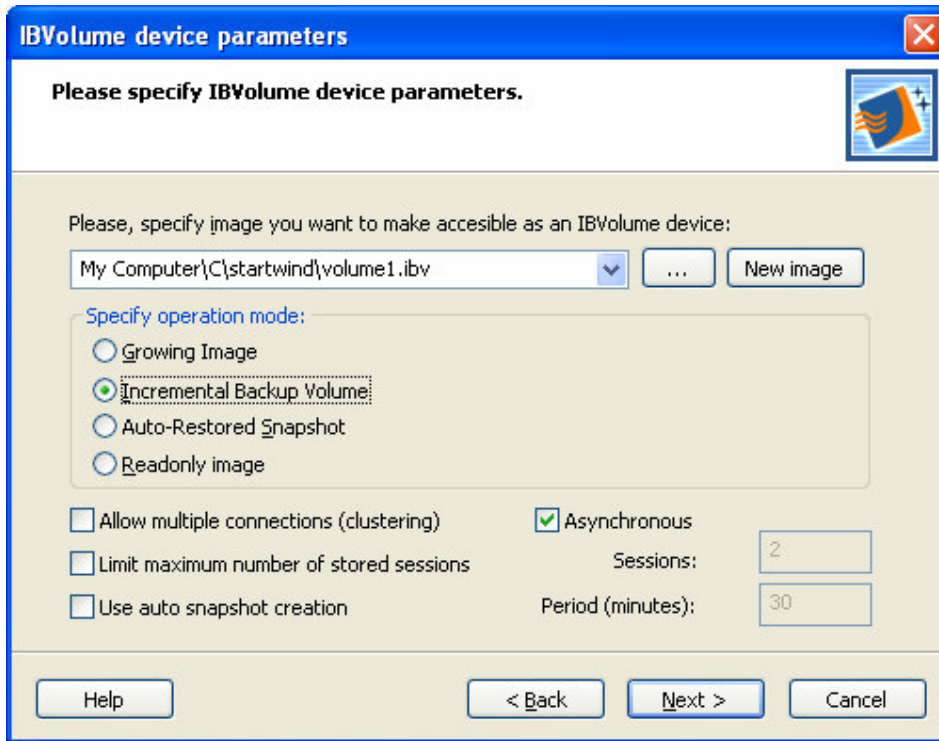 IBVolume device parameters
Please specify IBVolume device parameters.
Please, specify image you want to make accesible as an IBVolume device:
My Computer\C\startwind\volume1.ibv ... New image
Specify operation mode:
Growing Image
Incremental Backup Volume
Auto-Restored Snapshot
Readonly image
Allow multiple connections (clustering) Asynchronous
Limit maximum number of stored sessions Sessions: 2
Use auto snapshot creation Period (minutes): 30
Help < Back Next > Cancel